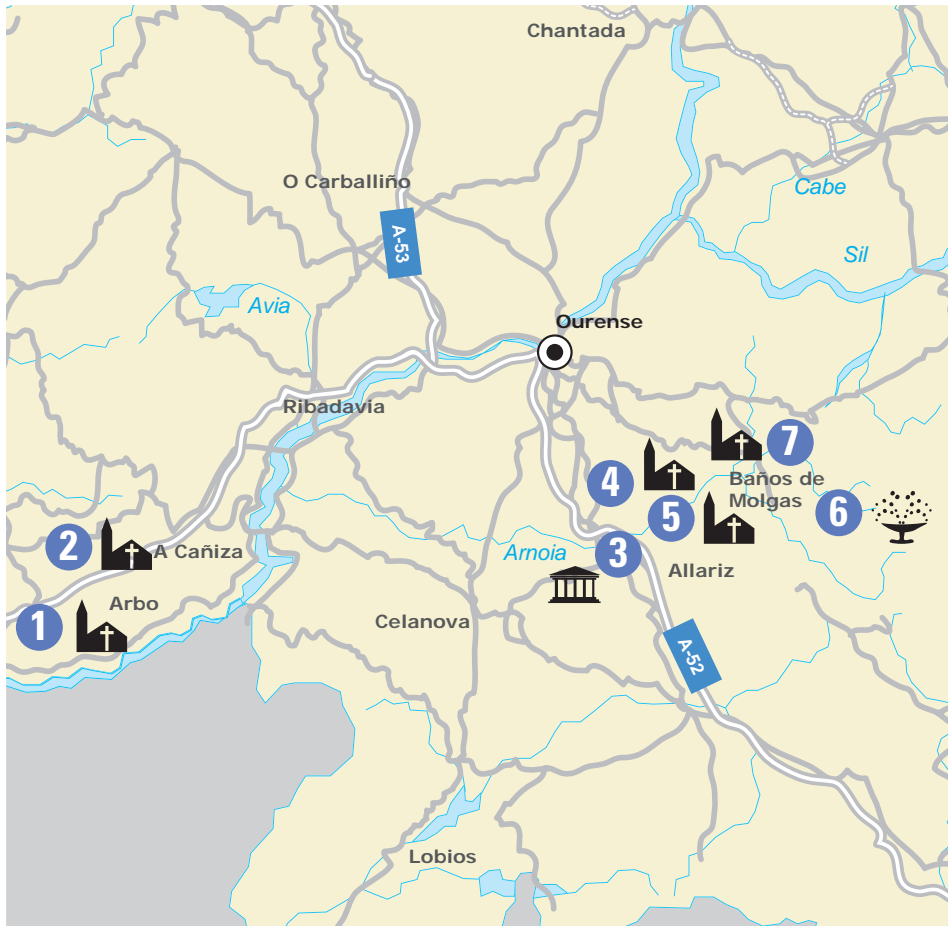 Chantada
O Carballiño
Cabe
A-53
Sil
Avia
Ourense
Ribadavia
7
4
Baños de
Molgas
6
5
2
A Cañiza
Arnoia
3
Allariz
Arbo
1
Celanova
A-52
Lobios